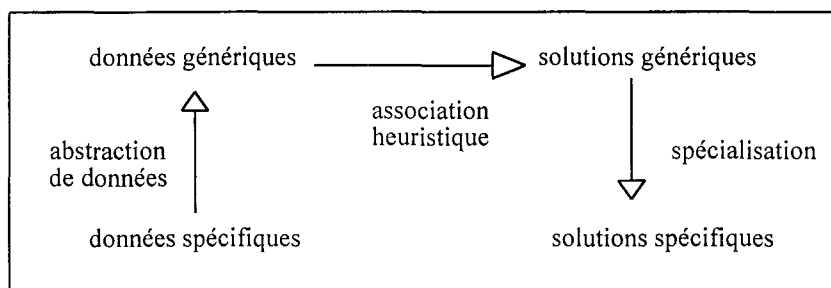 données génériques
solutions génériques
association
heuristique
abstraction
de données
spécialisation
données spécifiques
solutions spécifiques